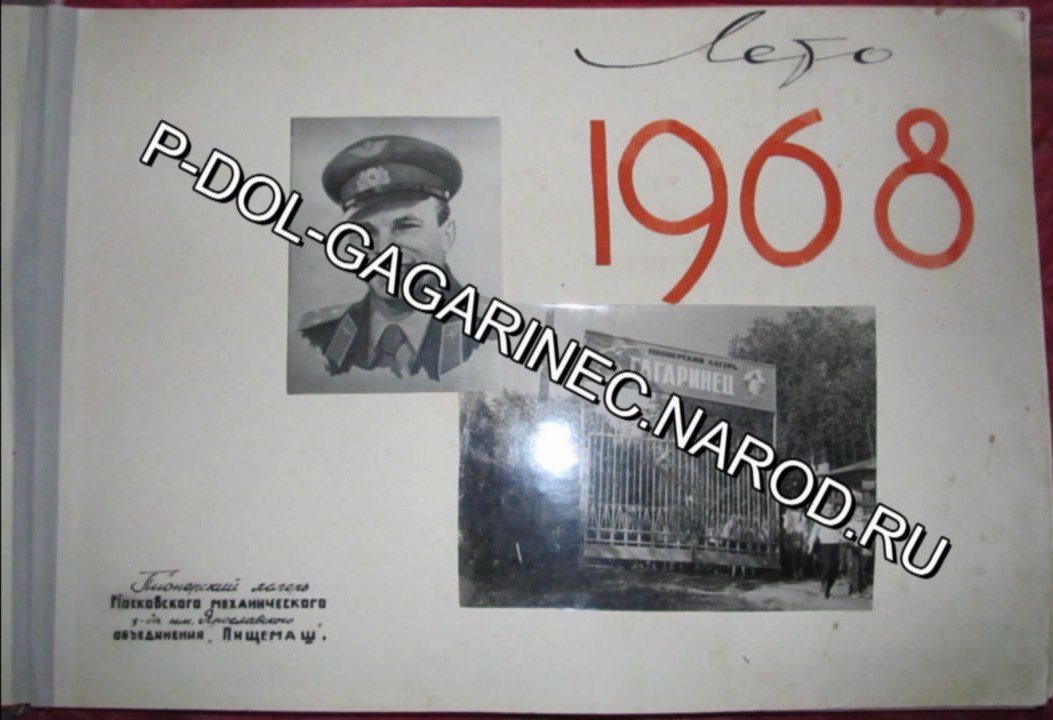 Лето
1968
P-DOL-GAGARINEC.NAROD.RU
ПИОНЕРСКИЙ ЛАГЕРЬ
ГАГАРИНЕЦ
Пионерский лагерь
Московского механического
з-да им. Ярославского
объединения „Пищемаш".